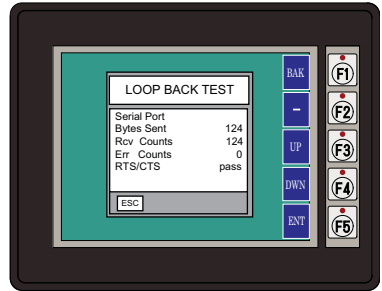 LOOP BACK TEST
Serial Port
Bytes Sent 124
Rcv Counts 124
Err Counts 0
RTS/CTS pass
ESC
BAK
–
UP
DWN
ENT
F1
F2
F3
F4
F5